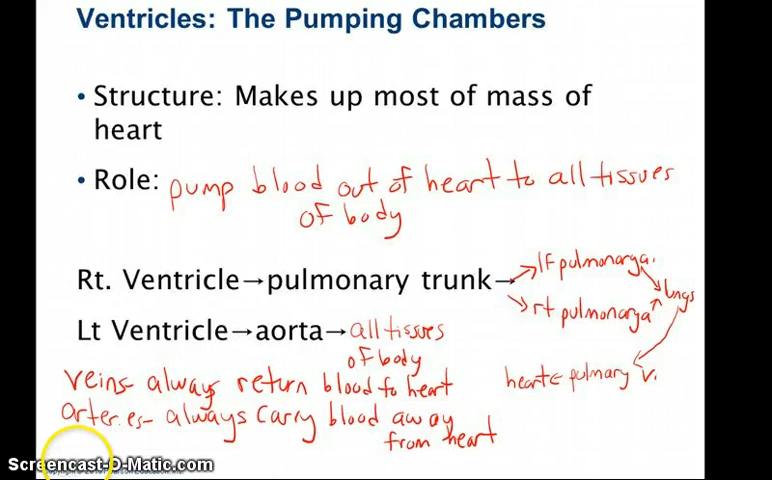 Ventricles: The Pumping Chambers
• Structure: Makes up most of mass of
heart
• Role: pump blood out of heart to all tissues
of body
lf pulmonary a.
Rt. Ventricle→pulmonary trunk→
lungs
rt pulmonary a
Lt Ventricle→aorta→all tissues
of body
veins- always return blood to heart
heart← pulmary v.
arteries- always carry blood away
from heart
Screencast-O-Matic.com